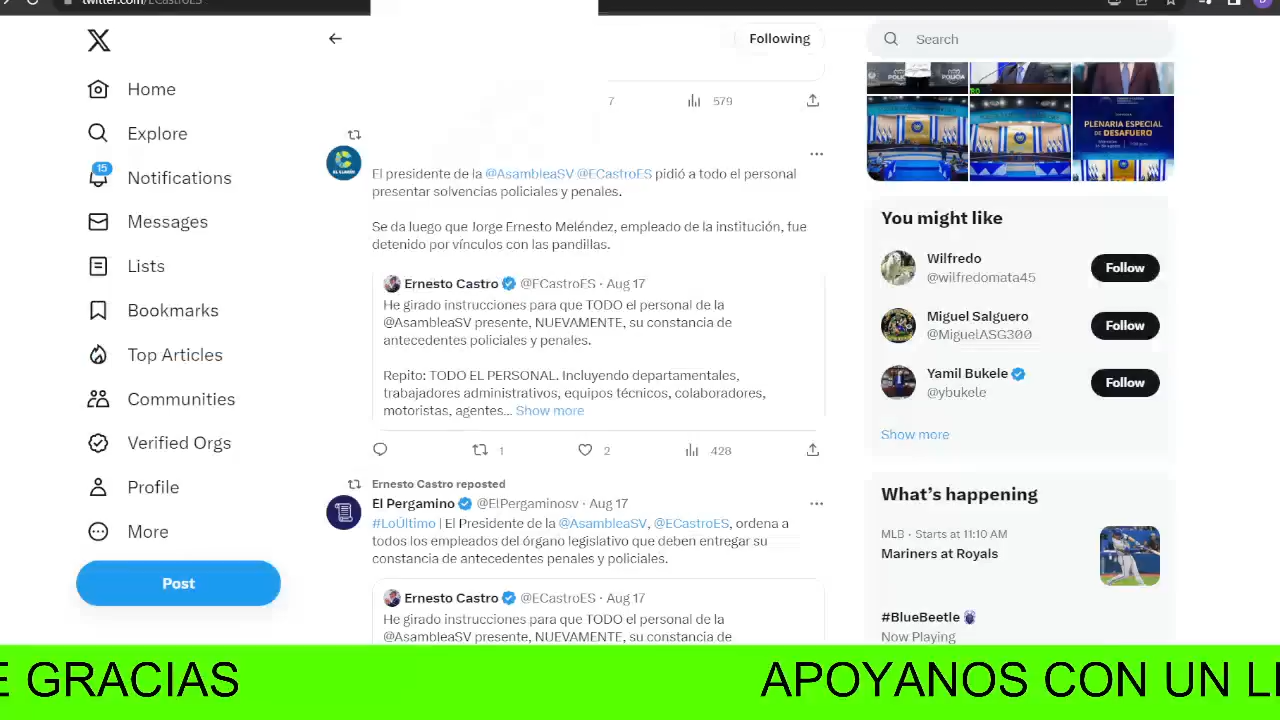 Following
Search
Home
7
579
Explore
El presidente de la @AsambleaSV @ECastroES pidió a todo el personal
presentar solvencias policiales y penales.
PLENARIA ESPECIAL
DE DESAFUERO
15
Notifications
Messages
Se da luego que Jorge Ernesto Meléndez, empleado de la institución, fue
detenido por vínculos con las pandillas.
You might like
Lists
Ernesto Castro @ECastroES · Aug 17
He girado instrucciones para que TODO el personal de la
@AsambleaSV presente, NUEVAMENTE, su constancia de
antecedentes policiales y penales.
Wilfredo
@wilfredomata45
Follow
Bookmarks
Miguel Salguero
@MiguelASG300
Follow
Top Articles
Repito: TODO EL PERSONAL. Incluyendo departamentales,
trabajadores administrativos, equipos técnicos, colaboradores,
motoristas, agentes... Show more
Yamil Bukele
@ybukele
Follow
Communities
Show more
Verified Orgs
1
2
428
Profile
Ernesto Castro reposted
El Pergamino @ElPergaminosv · Aug 17
#LoÚltimo | El Presidente de la @AsambleaSV, @ECastroES, ordena a
todos los empleados del órgano legislativo que deben entregar su
constancia de antecedentes penales y policiales.
What's happening
More
MLB · Starts at 11:10 AM
Mariners at Royals
Post
Ernesto Castro @ECastroES · Aug 17
He girado instrucciones para que TODO el personal de la
@AsambleaSV presente, NUEVAMENTE, su constancia de
#BlueBeetle
Now Playing
E GRACIAS
APOYANOS CON UN LI